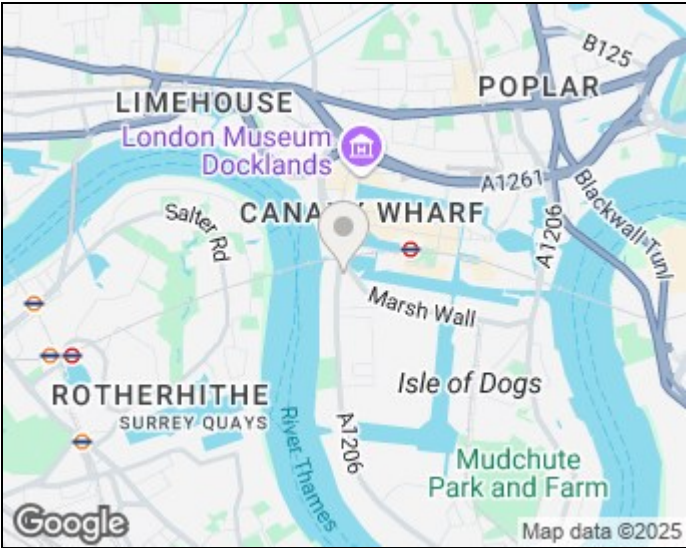 B125
POPLAR
LIMEHOUSE
London Museum
Docklands
A1261
Blackwall Tunl
Salter Rd
CANARY WHARF
A1206
Marsh Wall
Isle of Dogs
ROTHERHITHE
SURREY QUAYS
River Thames
A1206
Mudchute
Park and Farm
Google
Map data ©2025